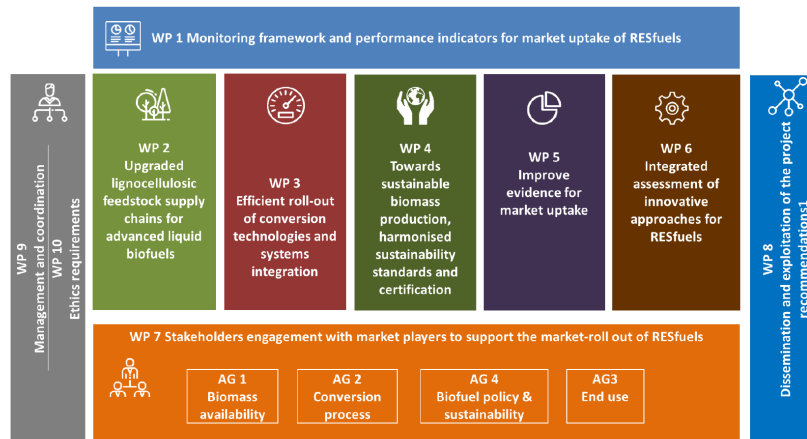 WP 1 Monitoring framework and performance indicators for market uptake of RESfuels
WP 9
Management and coordination
WP 10
Ethics requirements
WP 2
Upgraded
lignocellulosic
feedstock supply
chains for
advanced liquid
biofuels
WP 3
Efficient roll-out
of conversion
technologies and
systems
integration
WP 4
Towards
sustainable
biomass
production,
harmonised
sustainability
standards and
certification
WP 5
Improve
evidence for
market uptake
WP 6
Integrated
assessment of
innovative
approaches for
RESfuels
WP 8
Dissemination and exploitation of the project
recommendations1
WP 7 Stakeholders engagement with market players to support the market-roll out of RESfuels
AG 1
Biomass
availability
AG 2
Conversion
process
AG 4
Biofuel policy &
sustainability
AG3
End use